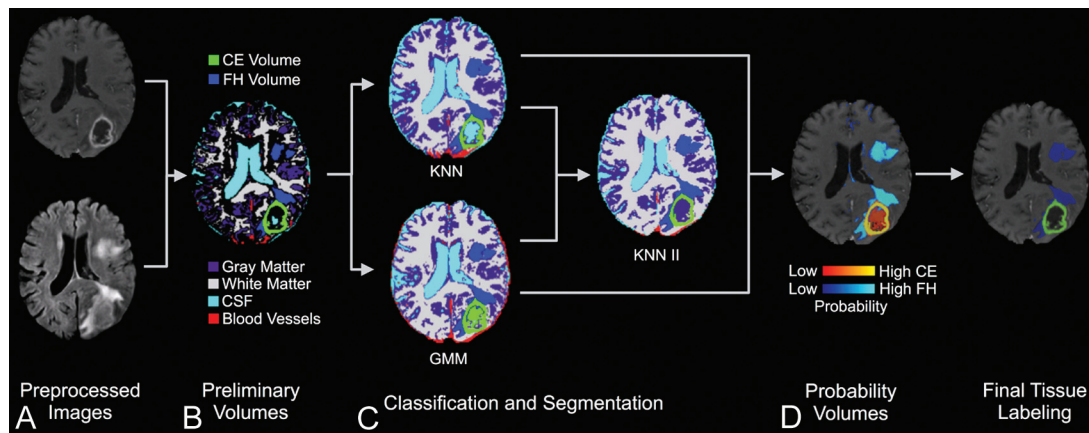 CE Volume
FH Volume
Gray Matter
White Matter
CSF
Blood Vessels
KNN
GMM
KNN II
Low High CE
Low High FH
Probability
A Preprocessed
Images
B Preliminary
Volumes
C Classification and Segmentation
D Probability
Volumes
Final Tissue
Labeling